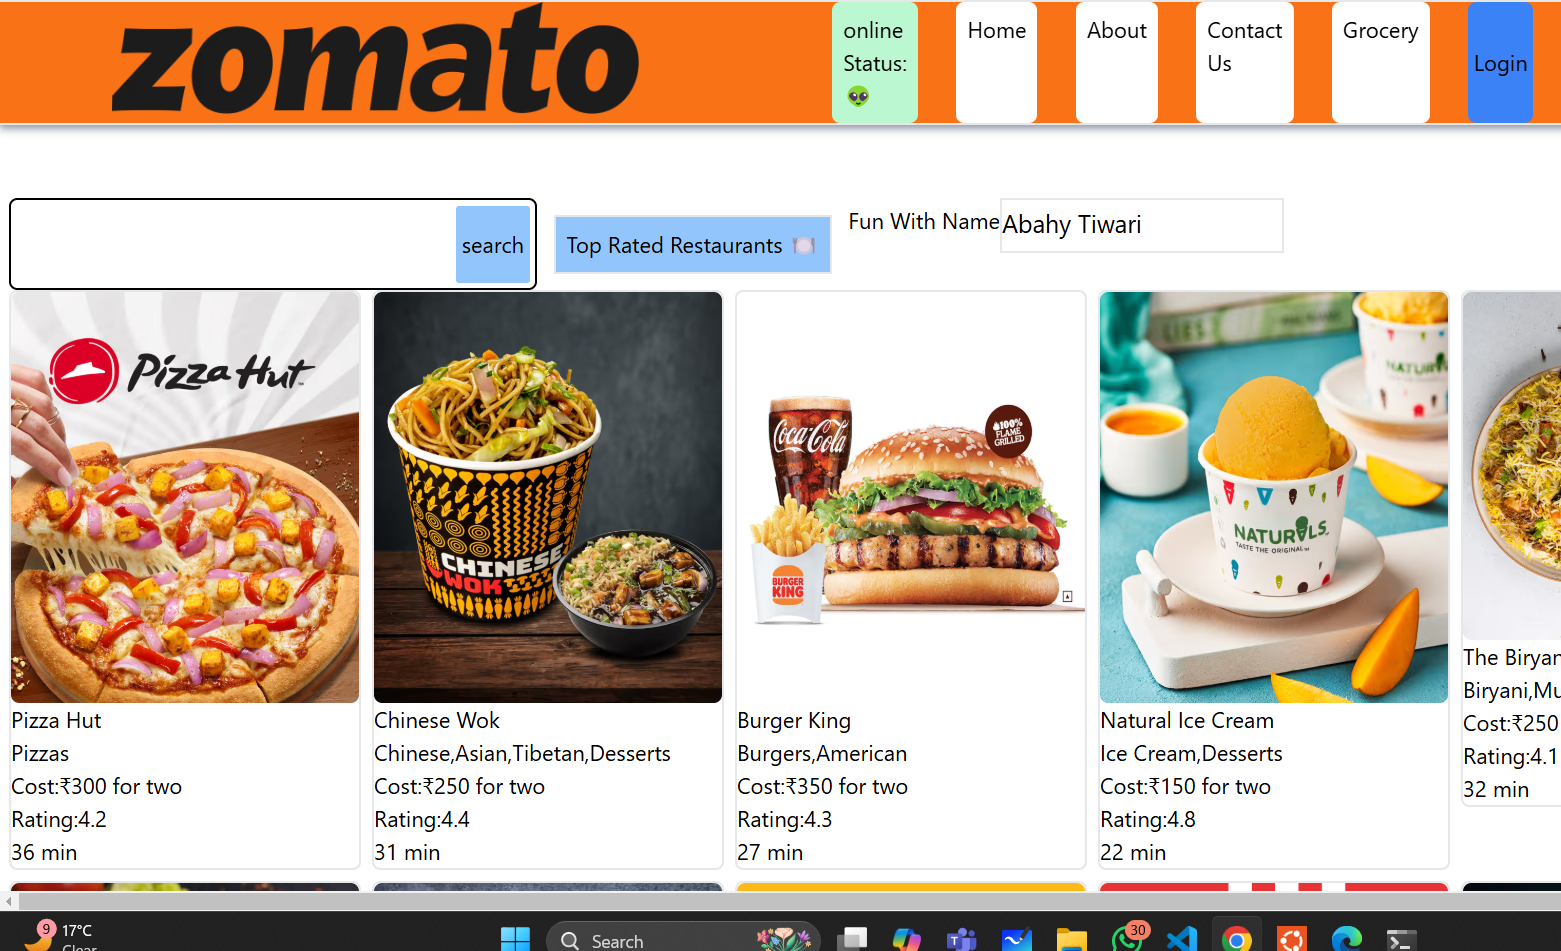 zomato
online
Status:
👽
Home
About
Contact
Us
Grocery
Login
search
Top Rated Restaurants 🍽️
Fun With Name
Abahy Tiwari
Pizza Hut
CHINESE
WOK
Coca-Cola
100%
FLAME
GRILLED
BURGER
KING
LIES
NATURALS
TASTE THE ORIGINAL
Pizza Hut
Pizzas
Cost:₹300 for two
Rating:4.2
36 min
Chinese Wok
Chinese,Asian,Tibetan,Desserts
Cost:₹250 for two
Rating:4.4
31 min
Burger King
Burgers,American
Cost:₹350 for two
Rating:4.3
27 min
Natural Ice Cream
Ice Cream,Desserts
Cost:₹150 for two
Rating:4.8
22 min
The Biryan
Biryani,Mu
Cost:₹250
Rating:4.1
32 min
9
17°C
Clear
Search
30